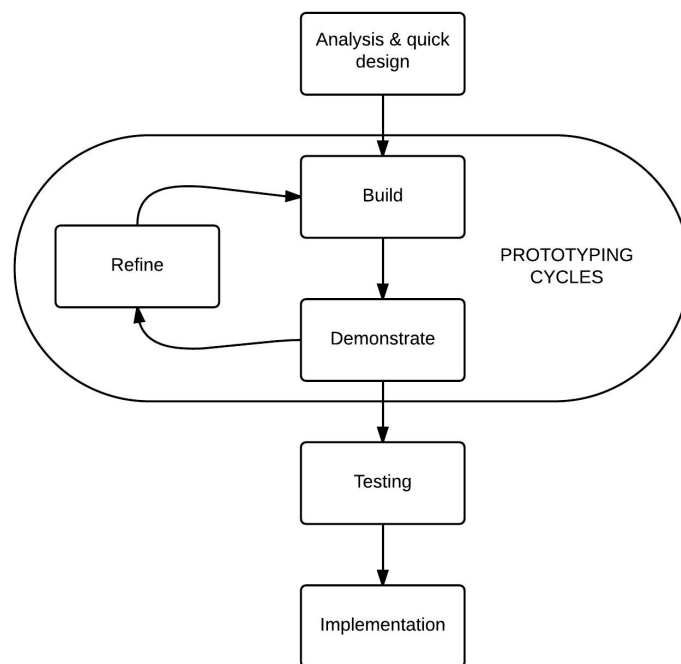 Analysis & quick
design
Build
Refine
PROTOTYPING
CYCLES
Demonstrate
Testing
Implementation